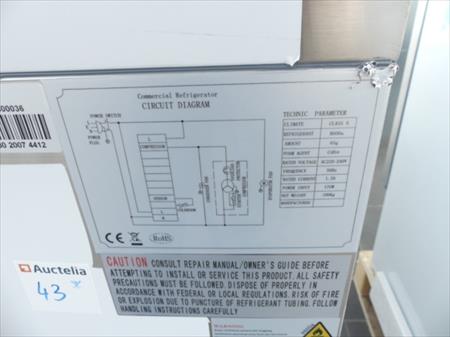 00036
00 2007 4412
Commercial Refrigerator
CIRCUIT DIAGRAM
POWER SWITCH
POWER
PLUG
L
COMPRESSOR
SENSOR
L
N
TECHNIC PARAMETER
CLIMATE
REFRIGERANT
AMOUNT
FOAM AGENT
RATED VOLTAGE
FREQUENCY
RATED CURRENT
POWER INPUT
NET WEIGHT
MANUFACTURER
CE
RoHS
Auctelia
43
CAUTION CONSULT REPAIR MANUAL/OWNER'S GUIDE BEFORE
ATTEMPTING TO INSTALL OR SERVICE THIS PRODUCT. ALL SAFETY
PRECAUTIONS MUST BE FOLLOWED. DISPOSE OF PROPERLY IN
ACCORDANCE WITH FEDERAL OR LOCAL REGULATIONS. RISK OF FIRE
OR EXPLOSION DUE TO PUNCTURE OF REFRIGERANT TUBING. FOLLOW
HANDLING INSTRUCTIONS CAREFULLY